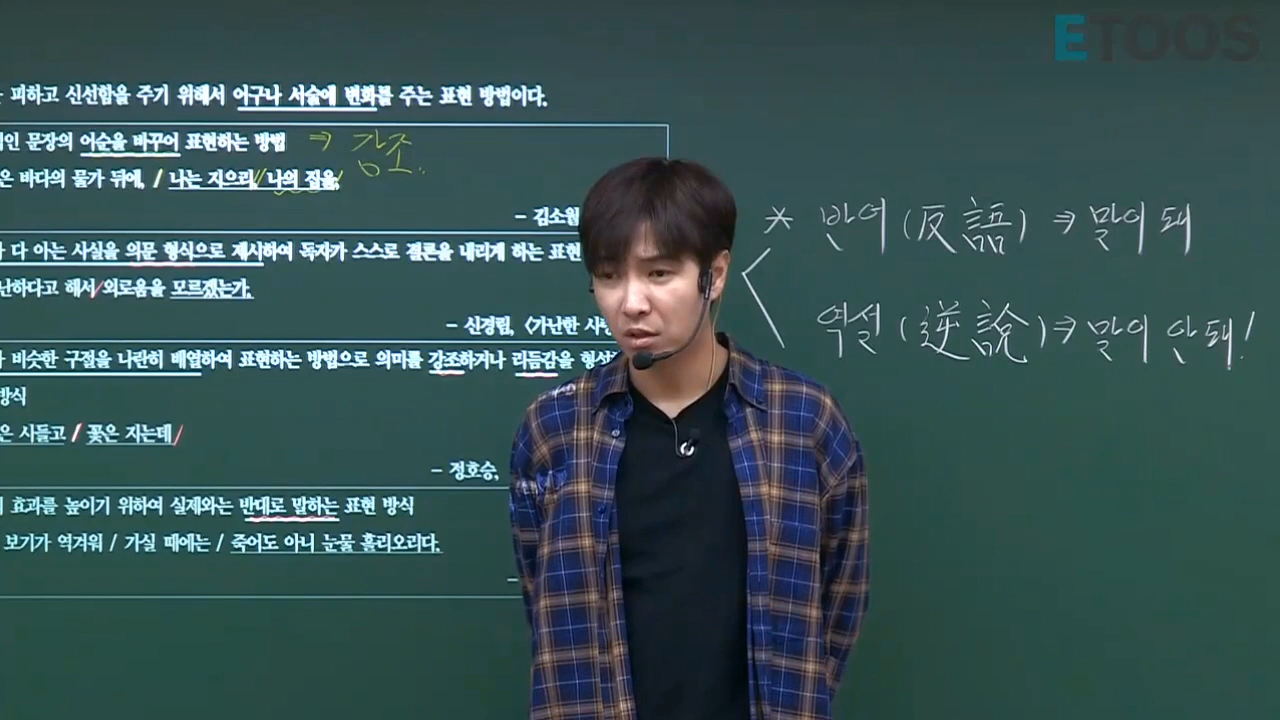 ETOOS
피하고 신선함을 주기 위해서 어구나 서술에 변화를 주는 표현 방법이다.
인 문장의 어순을 바꾸어 표현하는 방법 ⇒ 강조..
은 바다의 물가 뒤에, / 나는 지으리 // 나의 집을,
- 김소월
다 아는 사실을 의문 형식으로 제시하여 독자가 스스로 결론을 내리게 하는 표현
난하다고 해서 / 외로움을 모르겠는가.
- 신경림, <가난한 사랑
비슷한 구절을 나란히 배열하여 표현하는 방법으로 의미를 강조하거나 리듬감을 형성
방식
은 시들고 / 꽃은 지는데 /
- 정호승,
효과를 높이기 위하여 실제와는 반대로 말하는 표현 방식
보기가 역겨워 / 가실 때에는 / 죽어도 아니 눈물 흘리오리다.
-
* 반어 (反語) ⇒ 말이 돼
역설 (逆說) ⇒ 말이 안 돼!